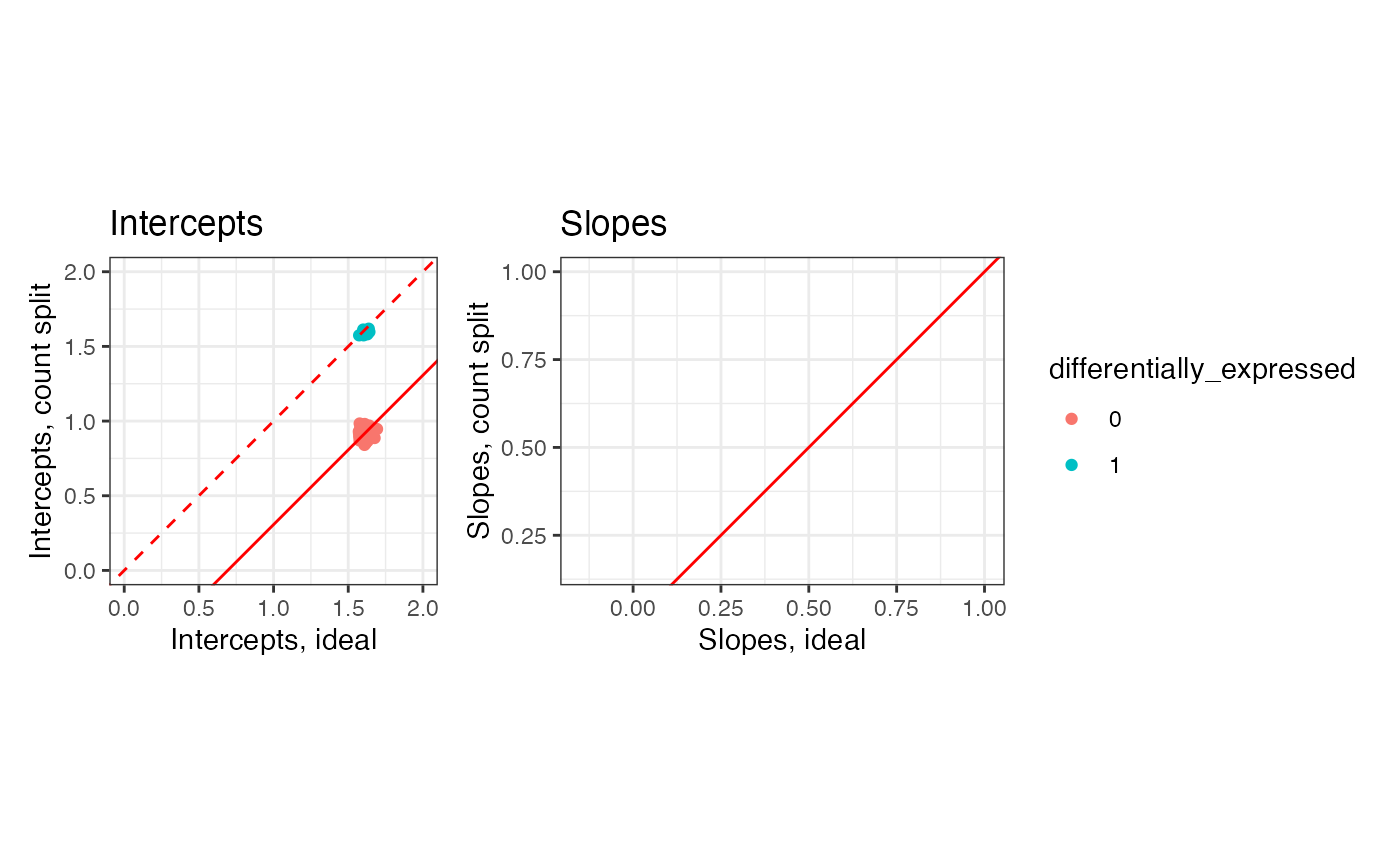 Intercepts
Intercepts, count split
2.0
1.5
1.0
0.5
0.0
0.0 0.5 1.0 1.5 2.0
Intercepts, ideal
Slopes
Slopes, count split
1.00
0.75
0.50
0.25
0.00 0.25 0.50 0.75 1.00
Slopes, ideal
differentially_expressed
0
1